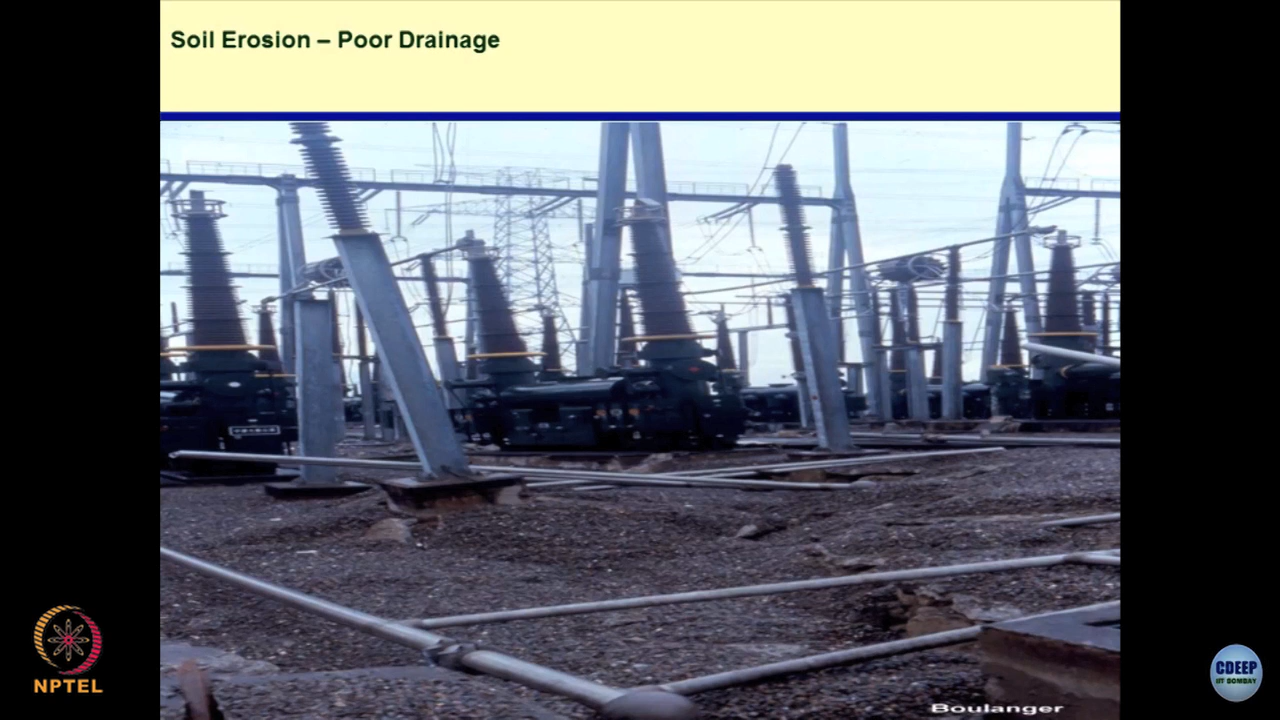 Soil Erosion – Poor Drainage
NPTEL
CDEEP
IIT BOMBAY
Boulanger